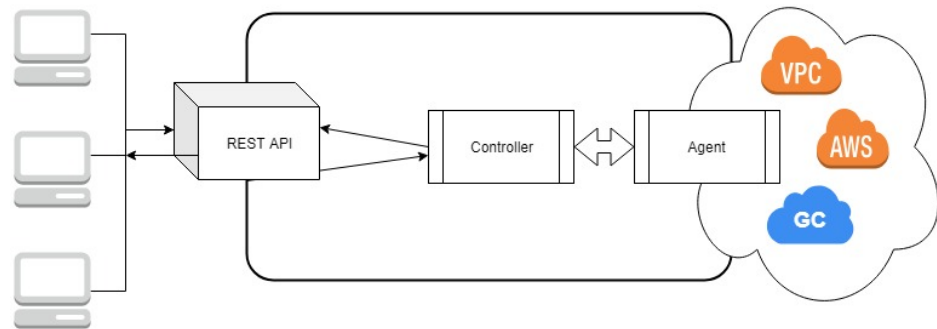 VPC
REST API
Controller
Agent
AWS
GC